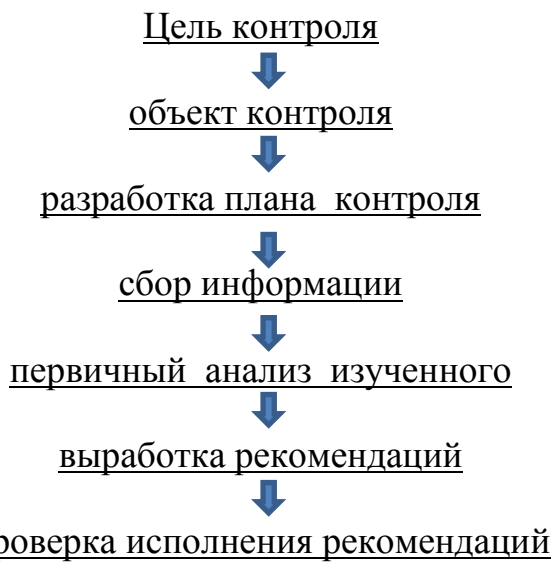 Цель контроля
объект контроля
разработка плана контроля
сбор информации
первичный анализ изученного
выработка рекомендаций
роверка исполнения рекомендаций